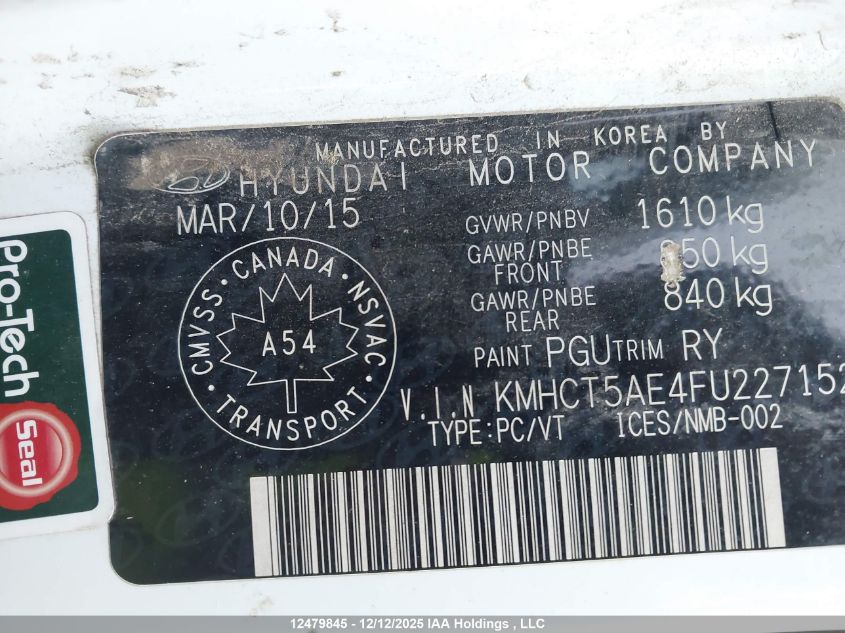 MANUFACTURED IN KOREA BY
HYUNDAI MOTOR COMPANY
MAR/10/15
GVWR/PNBV 1610 kg
GAWR/PNBE FRONT 50 kg
GAWR/PNBE REAR 840 kg
CANADA · NSVAC · TRANSPORT · CMVSS ·
A54
PAINT PGU TRIM RY
V.I.N KMHCT5AE4FU227152
TYPE:PC/VT ICES/NMB-002
Pro-Tech
Seal
12479845 - 12/12/2025 IAA Holdings , LLC